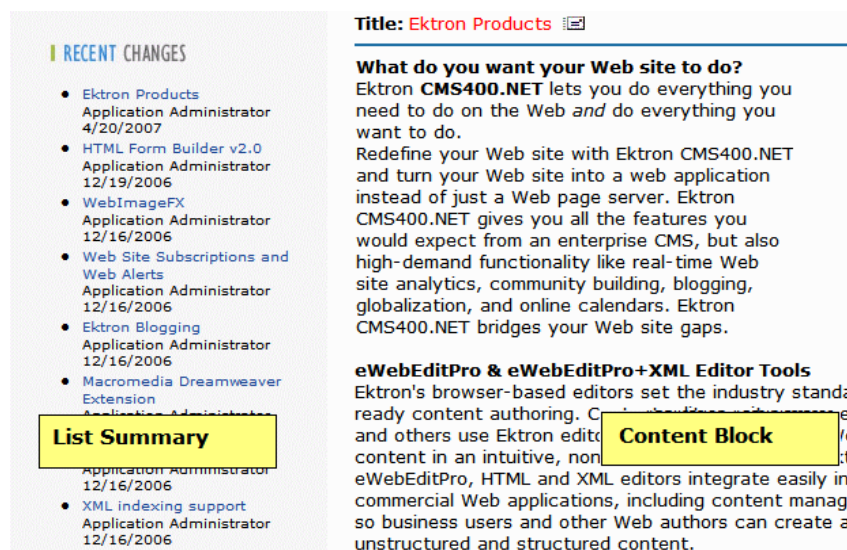 RECENT CHANGES
Ektron Products
Application Administrator
4/20/2007
HTML Form Builder v2.0
Application Administrator
12/19/2006
WebImageFX
Application Administrator
12/16/2006
Web Site Subscriptions and
Web Alerts
Application Administrator
12/16/2006
Ektron Blogging
Application Administrator
12/16/2006
Macromedia Dreamweaver
Extension
Application Administrator
List Summary
Application Administrator
12/16/2006
XML indexing support
Application Administrator
12/16/2006
Title: Ektron Products
What do you want your Web site to do?
Ektron CMS400.NET lets you do everything you
need to do on the Web and do everything you
want to do.
Redefine your Web site with Ektron CMS400.NET
and turn your Web site into a web application
instead of just a Web page server. Ektron
CMS400.NET gives you all the features you
would expect from an enterprise CMS, but also
high-demand functionality like real-time Web
site analytics, community building, blogging,
globalization, and online calendars. Ektron
CMS400.NET bridges your Web site gaps.
eWebEditPro & eWebEditPro+XML Editor Tools
Ektron's browser-based editors set the industry standa
ready content authoring.
and others use Ektron edito
Content Block
content in an intuitive, non
eWebEditPro, HTML and XML editors integrate easily in
commercial Web applications, including content manag
so business users and other Web authors can create a
unstructured and structured content.